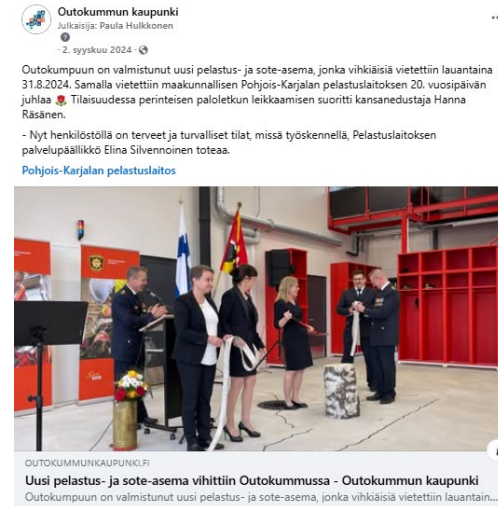 Outokummun kaupunki
Julkaisija: Paula Hulkkonen
· 2. syyskuu 2024 ·
Outokumpuun on valmistunut uusi pelastus- ja sote-asema, jonka vihkiäisiä vietettiin lauantaina
31.8.2024. Samalla vietettiin maakunnallisen Pohjois-Karjalan pelastuslaitoksen 20. vuosipäivän
juhlaa 🌹. Tilaisuudessa perinteisen paloletkun leikkaamisen suoritti kansanedustaja Hanna
Räsänen.
- Nyt henkilöstöllä on terveet ja turvalliset tilat, missä työskennellä, Pelastuslaitoksen
palvelupäällikkö Elina Silvennoinen toteaa.
Pohjois-Karjalan pelastuslaitos
OUTOKUMMUNKAUPUNKI.FI
Uusi pelastus- ja sote-asema vihittiin Outokummussa - Outokummun kaupunki
Outokumpuun on valmistunut uusi pelastus- ja sote-asema, jonka vihkiäisiä vietettiin lauantain...